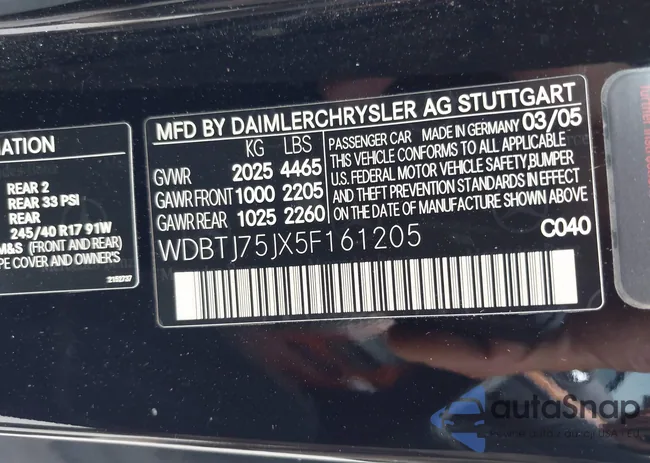 MATION
REAR 2
REAR 33 PSI
REAR
245/40 R17 91W
M&S (FRONT AND REAR)
PE COVER AND OWNER'S
MFD BY DAIMLERCHRYSLER AG STUTTGART
KG LBS
GVWR 2025 4465
GAWR FRONT 1000 2205
GAWR REAR 1025 2260
PASSENGER CAR MADE IN GERMANY 03/05
THIS VEHICLE CONFORMS TO ALL APPLICABLE
U.S. FEDERAL MOTOR VEHICLE SAFETY, BUMPER
AND THEFT PREVENTION STANDARDS IN EFFECT
ON THE DATE OF MANUFACTURE SHOWN ABOVE
WDBTJ75JX5F161205
C040
autoSnap